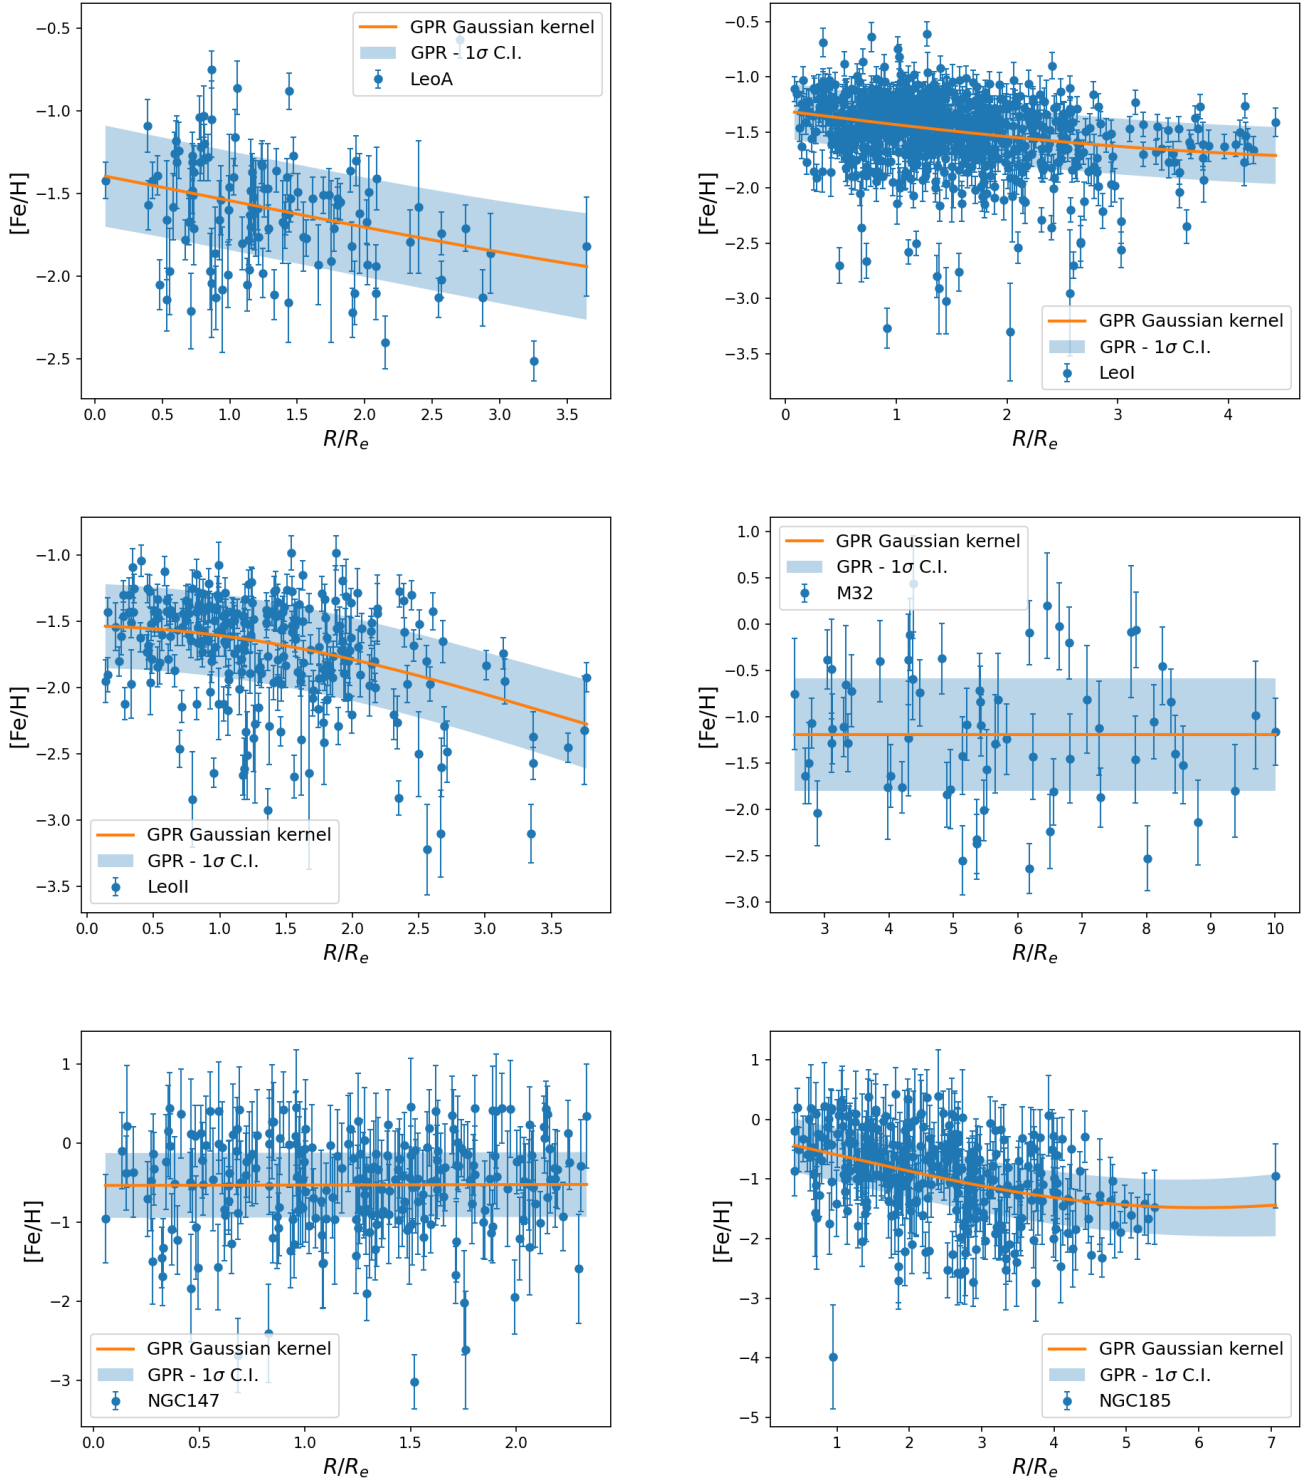 −0.5
−1.0
−1.5
−2.0
−2.5
[Fe/H]
GPR Gaussian kernel
GPR - 1σ C.I.
LeoA
0.0 0.5 1.0 1.5 2.0 2.5 3.0 3.5
R/Re
−0.5
−1.0
−1.5
−2.0
−2.5
−3.0
−3.5
[Fe/H]
GPR Gaussian kernel
GPR - 1σ C.I.
LeoI
0 1 2 3 4
R/Re
−1.0
−1.5
−2.0
−2.5
−3.0
−3.5
[Fe/H]
GPR Gaussian kernel
GPR - 1σ C.I.
LeoII
0.0 0.5 1.0 1.5 2.0 2.5 3.0 3.5
R/Re
1.0
0.5
0.0
−0.5
−1.0
−1.5
−2.0
−2.5
−3.0
[Fe/H]
GPR Gaussian kernel
GPR - 1σ C.I.
M32
3 4 5 6 7 8 9 10
R/Re
1
0
−1
−2
−3
[Fe/H]
GPR Gaussian kernel
GPR - 1σ C.I.
NGC147
0.0 0.5 1.0 1.5 2.0
R/Re
1
0
−1
−2
−3
−4
−5
[Fe/H]
GPR Gaussian kernel
GPR - 1σ C.I.
NGC185
1 2 3 4 5 6 7
R/Re